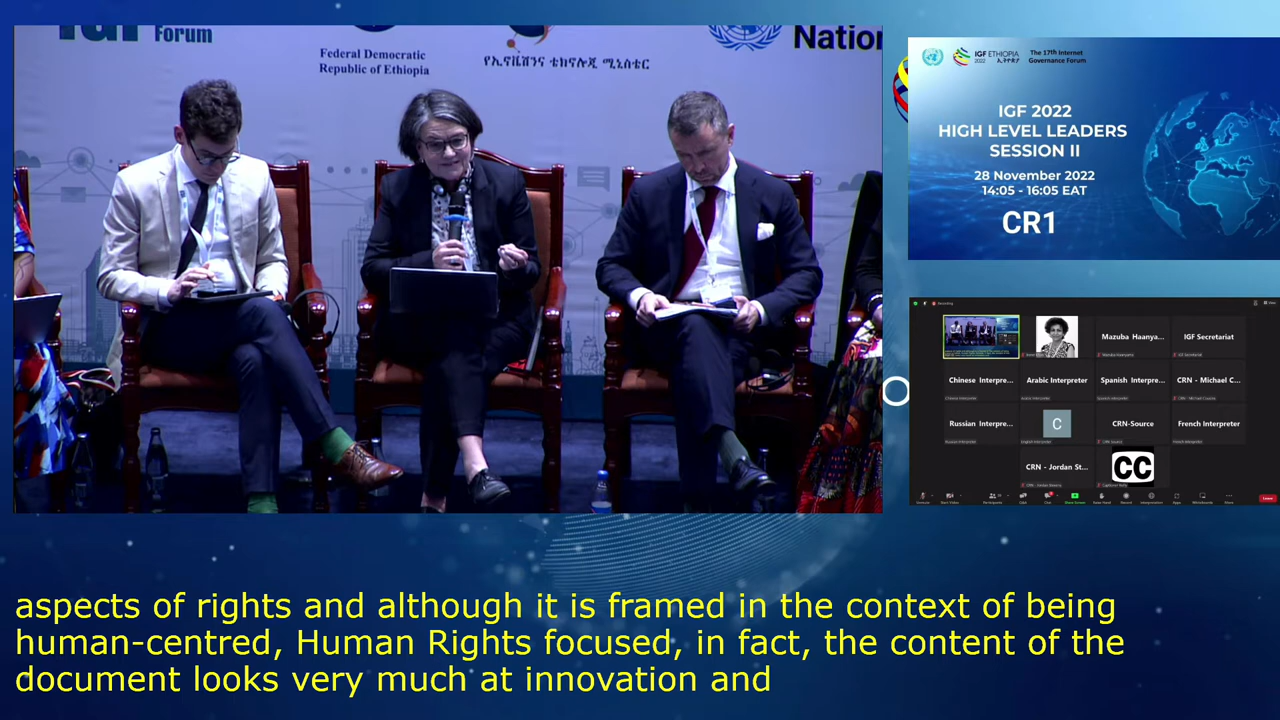 Forum
Federal Democratic
Republic of Ethiopia
የኢኖቬሽንና ቴክኖሎጂ ሚኒስቴር
Nation
IGF ETHIOPIA
2022 ኢትዮጵያ
The 17th Internet
Governance Forum
IGF 2022
HIGH LEVEL LEADERS
SESSION II
28 November 2022
14:05 - 16:05 EAT
CR1
Mazuba Haanya...
IGF Secretariat
Chinese Interpre...
Arabic Interpreter
Spanish Interpre...
CRN - Michael C...
Russian Interpre...
C
CRN-Source
French Interpreter
CRN - Jordan St...
CC
aspects of rights and although it is framed in the context of being
human-centred, Human Rights focused, in fact, the content of the
document looks very much at innovation and